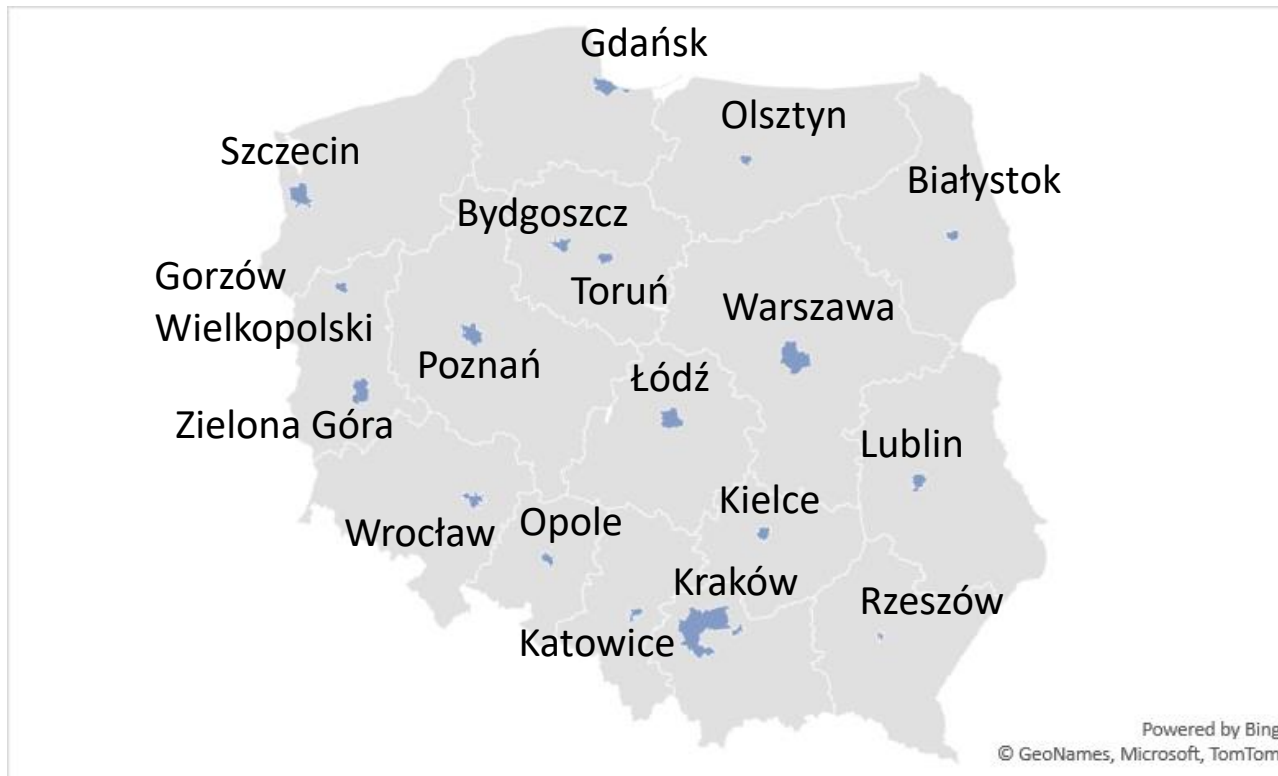 Gdańsk
Olsztyn
Szczecin
Białystok
Bydgoszcz
Gorzów
Wielkopolski
Toruń
Warszawa
Poznań
Łódź
Zielona Góra
Lublin
Kielce
Wrocław
Opole
Kraków
Rzeszów
Katowice
Powered by Bing
© GeoNames, Microsoft, TomTom